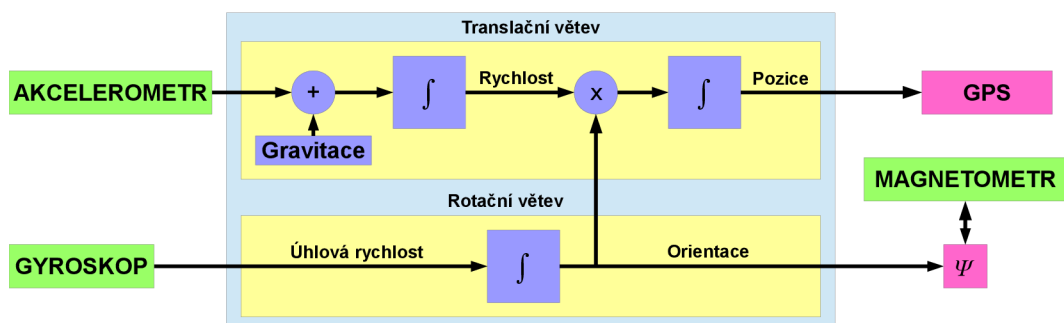 Translační větev
AKCELEROMETR
+
∫
Rychlost
x
∫
Pozice
GPS
Gravitace
MAGNETOMETR
Rotační větev
GYROSKOP
Úhlová rychlost
∫
Orientace
Ψ